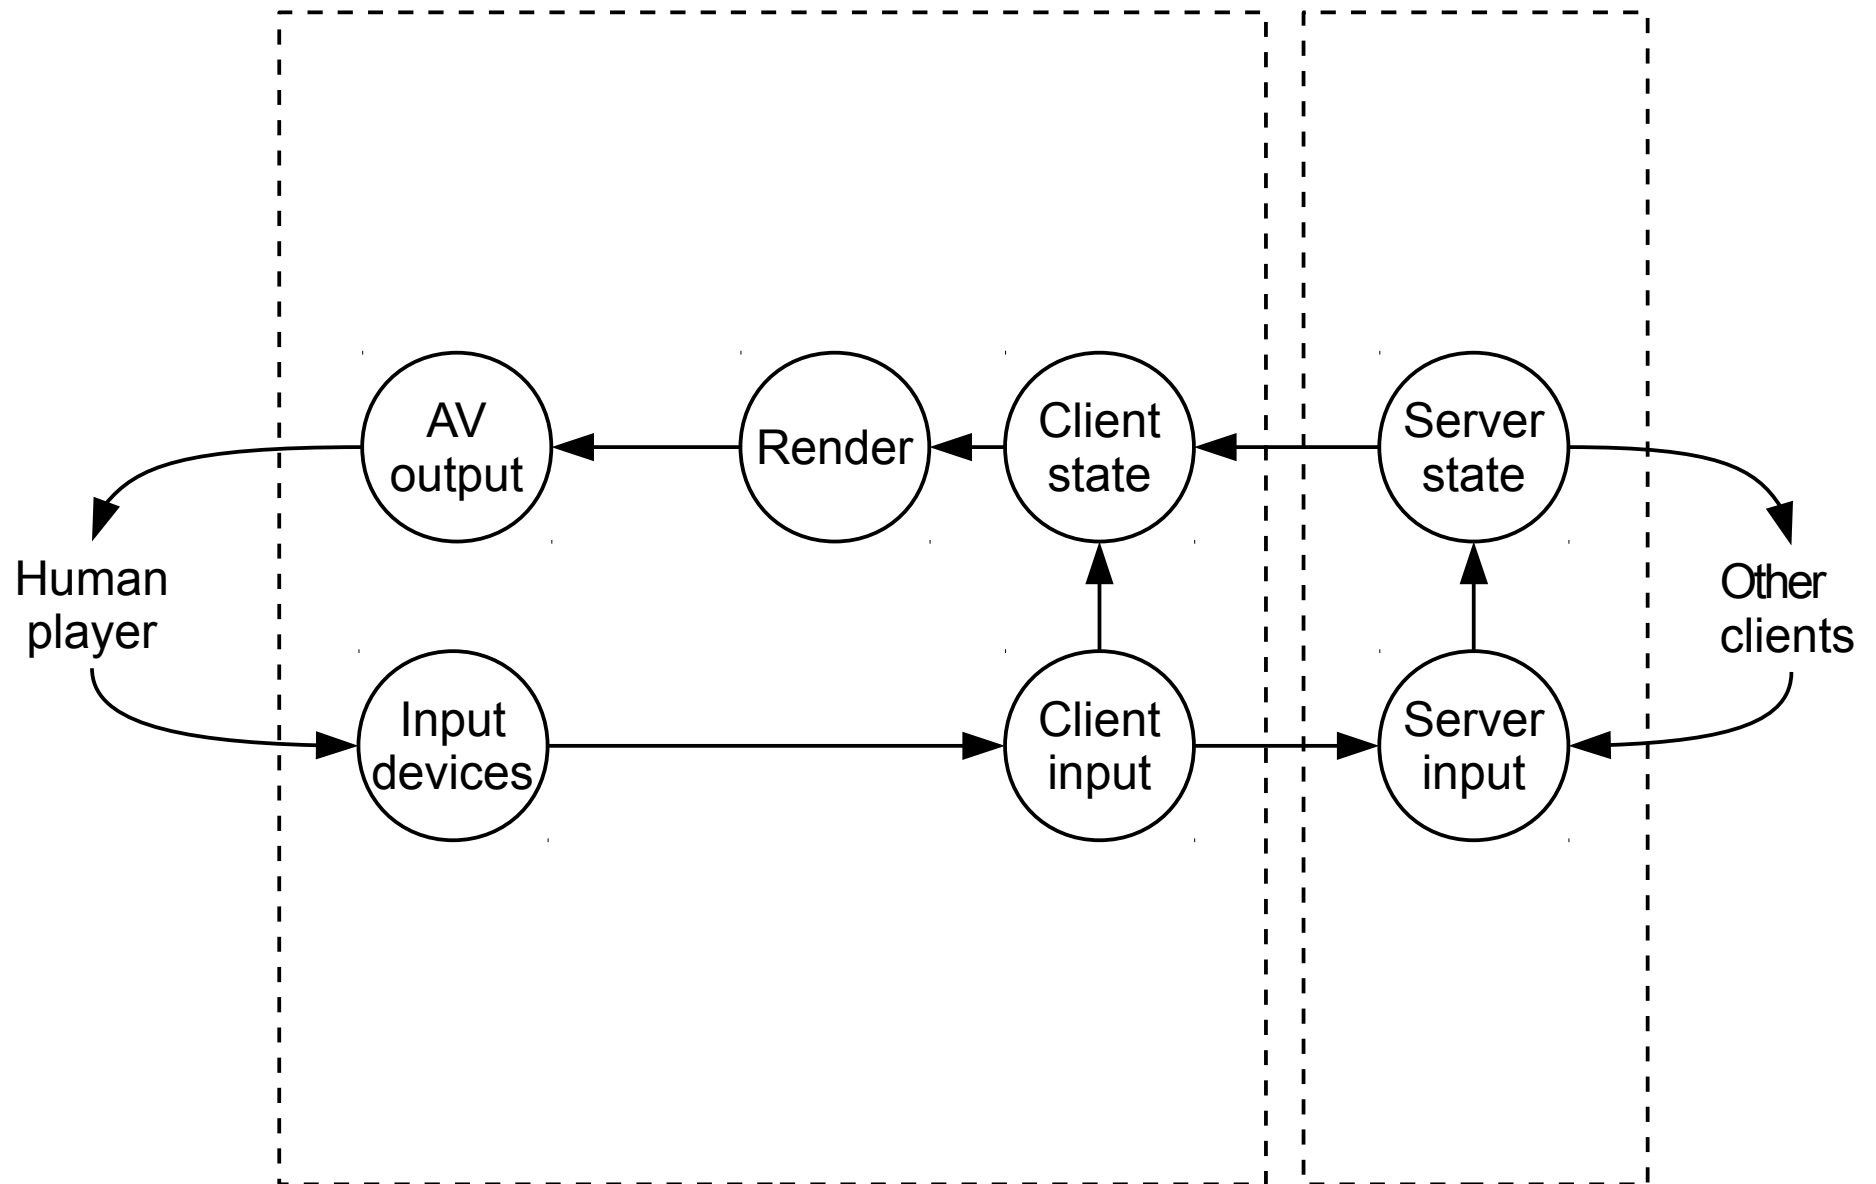 AV
output
Render
Client
state
Server
state
Human
player
Other
clients
Input
devices
Client
input
Server
input